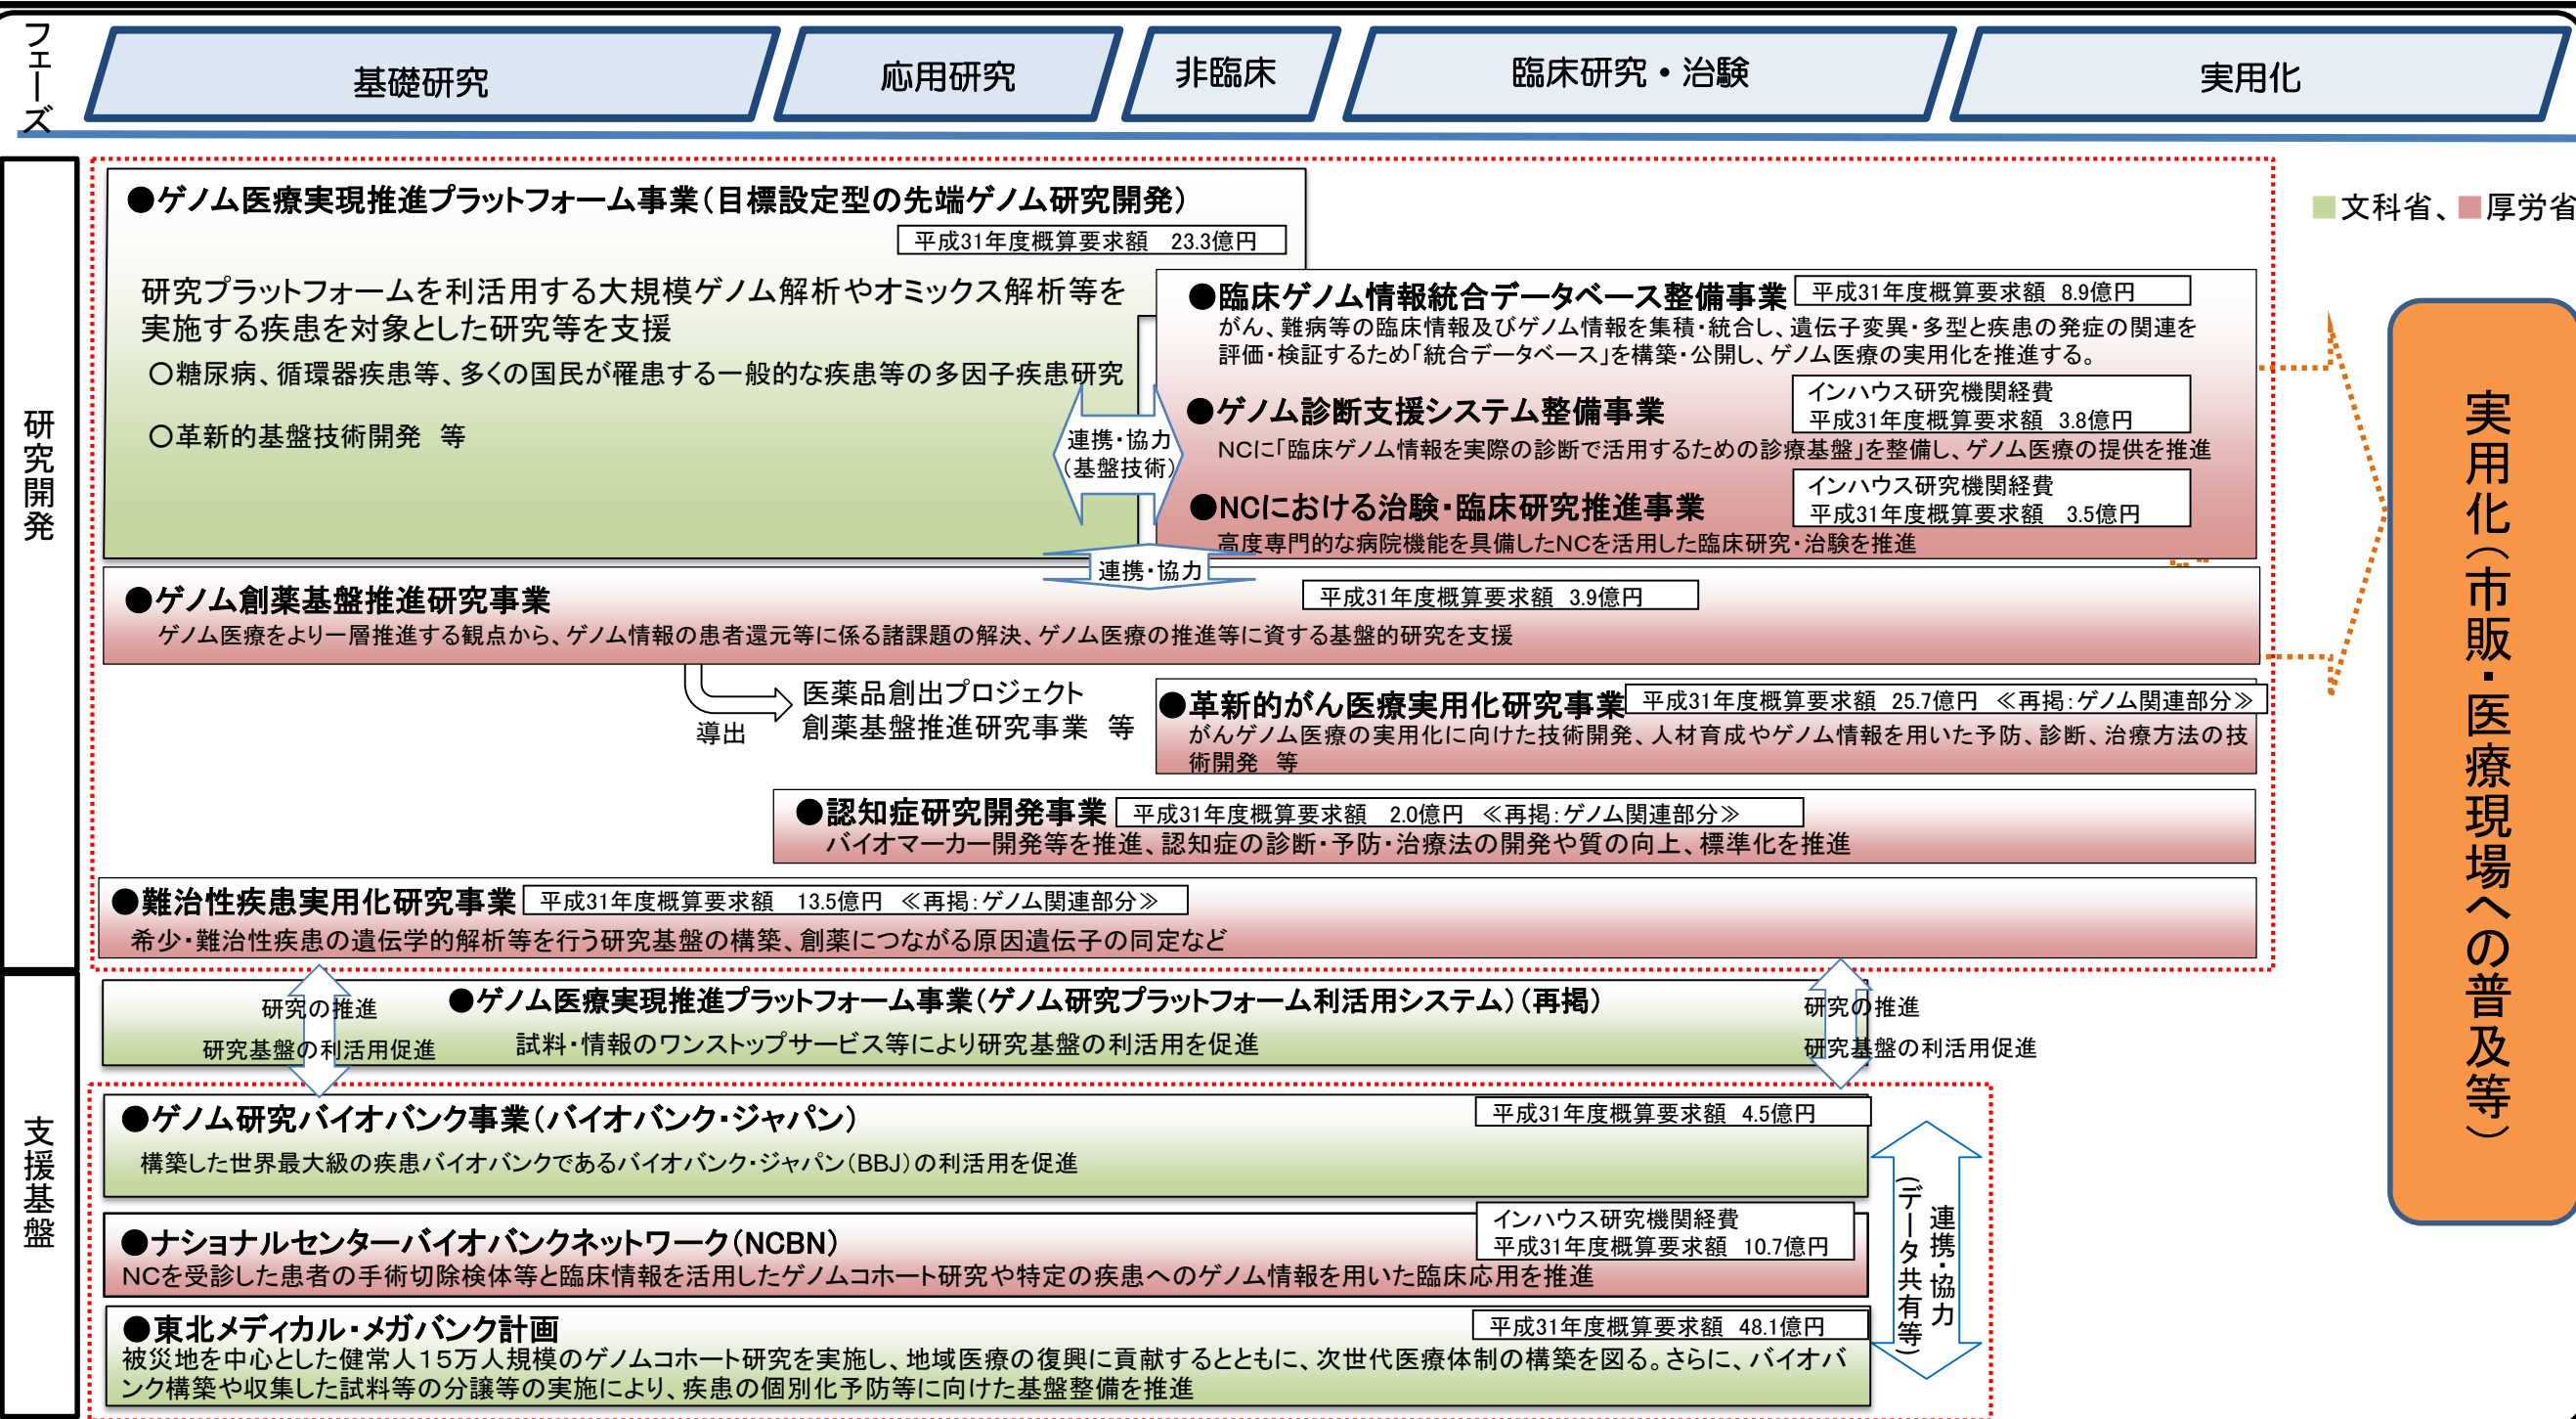 フェーズ
基礎研究
応用研究
非臨床
臨床研究・治験
実用化
研究開発
●ゲノム医療実現推進プラットフォーム事業(目標設定型の先端ゲノム研究開発)
平成31年度概算要求額　23.3億円
研究プラットフォームを利活用する大規模ゲノム解析やオミックス解析等を
実施する疾患を対象とした研究等を支援
○糖尿病、循環器疾患等、多くの国民が罹患する一般的な疾患等の多因子疾患研究
○革新的基盤技術開発　等
■文科省、■厚労省
●臨床ゲノム情報統合データベース整備事業
平成31年度概算要求額 8.9億円
がん、難病等の臨床情報及びゲノム情報を集積・統合し、遺伝子変異・多型と疾患の発症の関連を
評価・検証するため「統合データベース」を構築・公開し、ゲノム医療の実用化を推進する。
●ゲノム診断支援システム整備事業
インハウス研究機関経費
平成31年度概算要求額 3.8億円
NCに「臨床ゲノム情報を実際の診断で活用するための診療基盤」を整備し、ゲノム医療の提供を推進
●NCにおける治験・臨床研究推進事業
インハウス研究機関経費
平成31年度概算要求額　3.5億円
高度専門的な病院機能を具備したNCを活用した臨床研究・治験を推進
連携・協力
(基盤技術)
連携・協力
●ゲノム創薬基盤推進研究事業
平成31年度概算要求額 3.9億円
ゲノム医療をより一層推進する観点から、ゲノム情報の患者還元等に係る諸課題の解決、ゲノム医療の推進等に資する基盤的研究を支援
導出
医薬品創出プロジェクト
創薬基盤推進研究事業　等
●革新的がん医療実用化研究事業
平成31年度概算要求額　25.7億円　≪再掲:ゲノム関連部分≫
がんゲノム医療の実用化に向けた技術開発、人材育成やゲノム情報を用いた予防、診断、治療方法の技
術開発　等
●認知症研究開発事業
平成31年度概算要求額　2.0億円　≪再掲:ゲノム関連部分≫
バイオマーカー開発等を推進、認知症の診断・予防・治療法の開発や質の向上、標準化を推進
●難治性疾患実用化研究事業
平成31年度概算要求額　13.5億円　≪再掲:ゲノム関連部分≫
希少・難治性疾患の遺伝学的解析等を行う研究基盤の構築、創薬につながる原因遺伝子の同定など
実用化(市販・医療現場への普及等)
支援基盤
研究の推進
研究基盤の利活用促進
●ゲノム医療実現推進プラットフォーム事業(ゲノム研究プラットフォーム利活用システム)(再掲)
試料・情報のワンストップサービス等により研究基盤の利活用を促進
研究の推進
研究基盤の利活用促進
●ゲノム研究バイオバンク事業(バイオバンク・ジャパン)
平成31年度概算要求額 4.5億円
構築した世界最大級の疾患バイオバンクであるバイオバンク・ジャパン(BBJ)の利活用を促進
●ナショナルセンターバイオバンクネットワーク(NCBN)
インハウス研究機関経費
平成31年度概算要求額 10.7億円
NCを受診した患者の手術切除検体等と臨床情報を活用したゲノムコホート研究や特定の疾患へのゲノム情報を用いた臨床応用を推進
●東北メディカル・メガバンク計画
平成31年度概算要求額 48.1億円
被災地を中心とした健常人15万人規模のゲノムコホート研究を実施し、地域医療の復興に貢献するとともに、次世代医療体制の構築を図る。さらに、バイオバ
ンク構築や収集した試料等の分譲等の実施により、疾患の個別化予防等に向けた基盤整備を推進
連携・協力
(データ共有等)